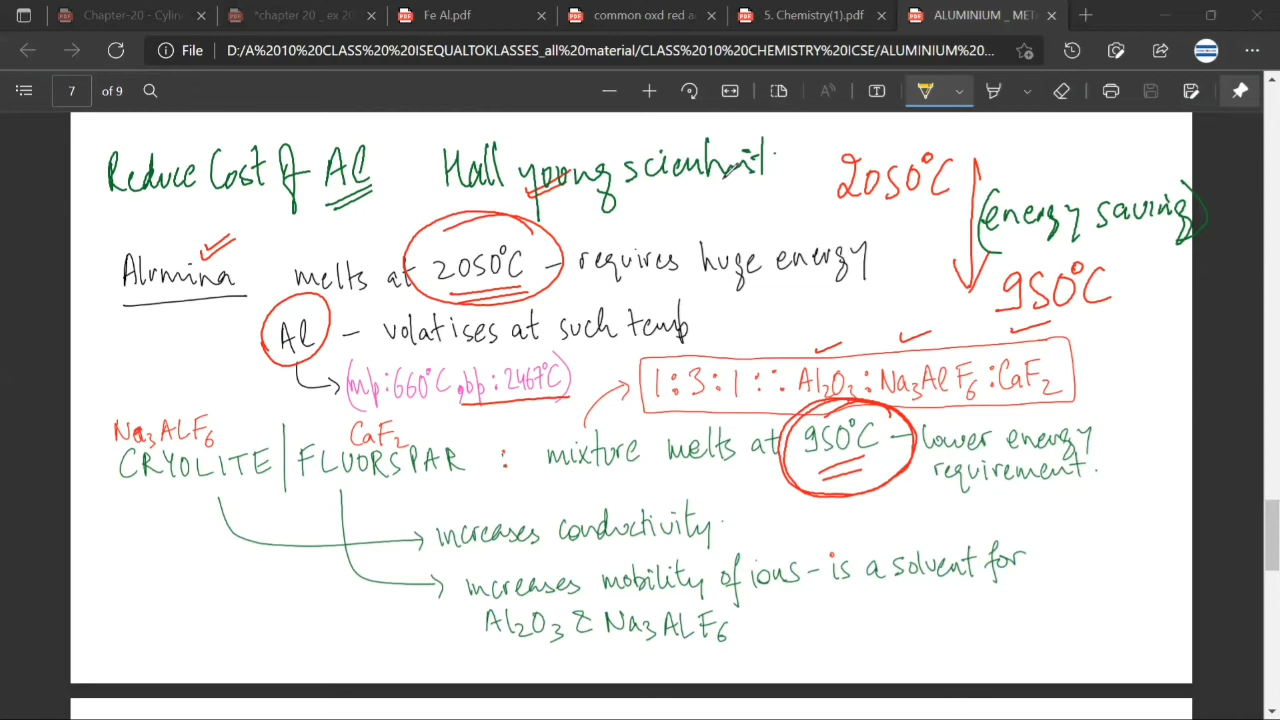 Chapter-20 - Cylin
*chapter 20 _ ex 20
Fe Al.pdf
common oxd red a
5. Chemistry(1).pdf
ALUMINIUM _ META
File D:/A%2010%20CLASS%20%20ISEQUALTOKLASSES_all%20material/CLASS%2010%20CHEMISTRY%20ICSE/ALUMINIUM%20...
7 of 9
Reduce Cost of Al Hall young scientist
2050°C
(energy saving)
950°C
Alumina melts at 2050°C - requires huge energy
Al - volatises at such temp
(mp:660°C, bp:2467°C)
1:3:1 :: Al2O3:Na3AlF6:CaF2
Na3ALF6 CaF2
CRYOLITE | FLUORSPAR : mixture melts at 950°C - lower energy requirement.
increases conductivity.
increases mobility of ions - is a solvent for
Al2O3 & Na3ALF6